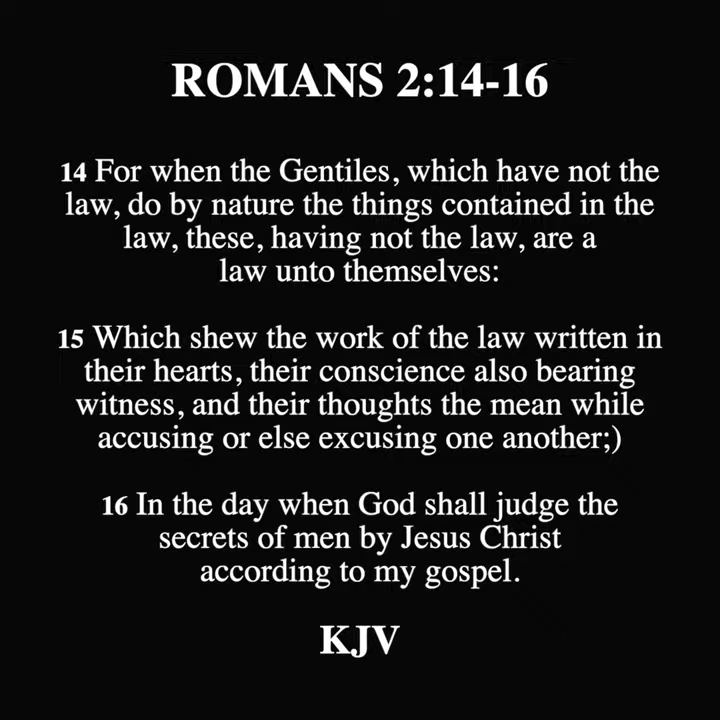 ROMANS 2:14-16
14 For when the Gentiles, which have not the
law, do by nature the things contained in the
law, these, having not the law, are a
law unto themselves:
15 Which shew the work of the law written in
their hearts, their conscience also bearing
witness, and their thoughts the mean while
accusing or else excusing one another;)
16 In the day when God shall judge the
secrets of men by Jesus Christ
according to my gospel.
KJV